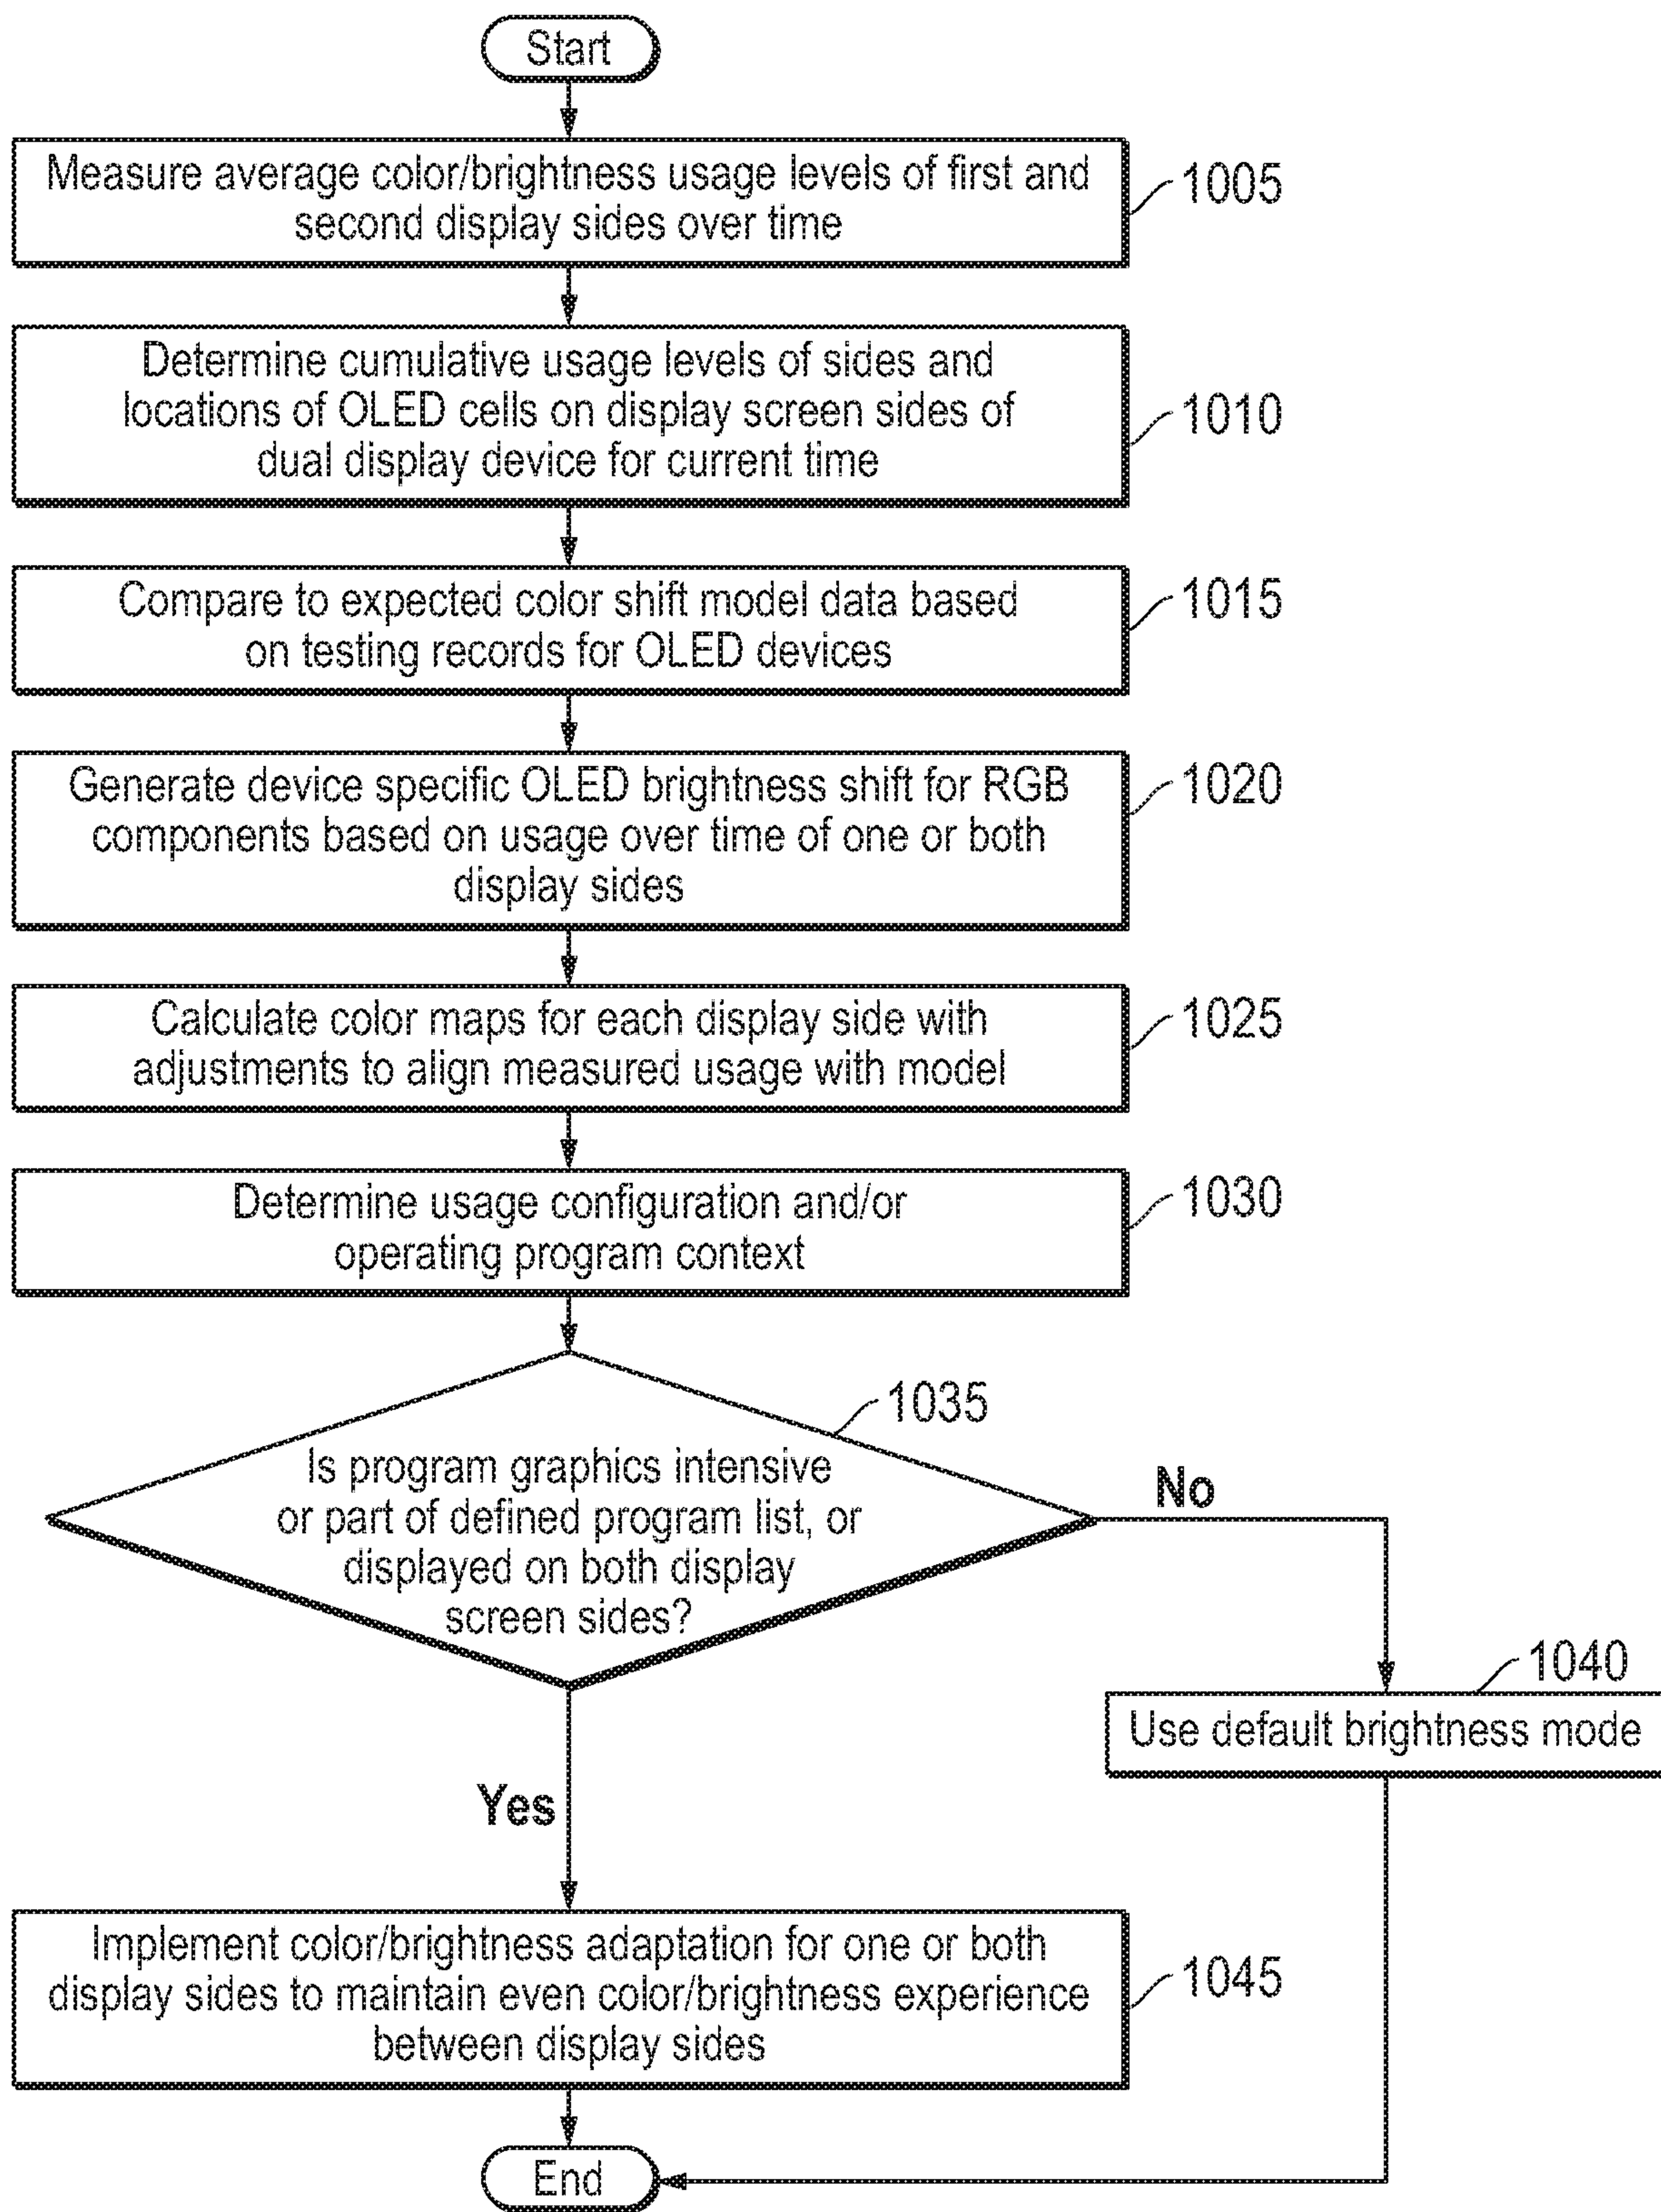 Start
Measure average color/brightness usage levels of first and
second display sides over time
1005
Determine cumulative usage levels of sides and
locations of OLED cells on display screen sides of
dual display device for current time
1010
Compare to expected color shift model data based
on testing records for OLED devices
1015
Generate device specific OLED brightness shift for RGB
components based on usage over time of one or both
display sides
1020
Calculate color maps for each display side with
adjustments to align measured usage with model
1025
Determine usage configuration and/or
operating program context
1030
1035
Is program graphics intensive
or part of defined program list, or
displayed on both display
screen sides?
No
1040
Use default brightness mode
Yes
Implement color/brightness adaptation for one or both
display sides to maintain even color/brightness experience
between display sides
1045
End